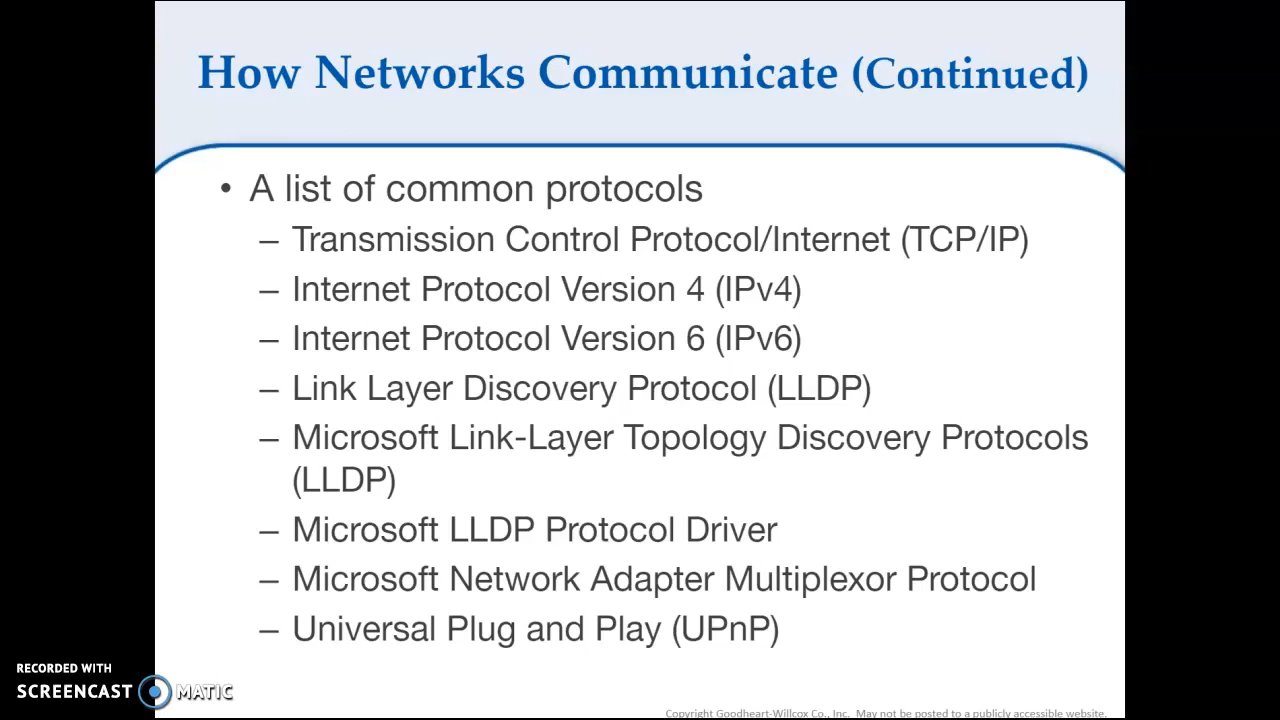 How Networks Communicate (Continued)
• A list of common protocols
– Transmission Control Protocol/Internet (TCP/IP)
– Internet Protocol Version 4 (IPv4)
– Internet Protocol Version 6 (IPv6)
– Link Layer Discovery Protocol (LLDP)
– Microsoft Link-Layer Topology Discovery Protocols
(LLDP)
– Microsoft LLDP Protocol Driver
– Microsoft Network Adapter Multiplexor Protocol
– Universal Plug and Play (UPnP)
RECORDED WITH
SCREENCAST MATIC
Copyright Goodheart-Willcox Co., Inc. May not be posted to a publicly accessible website.